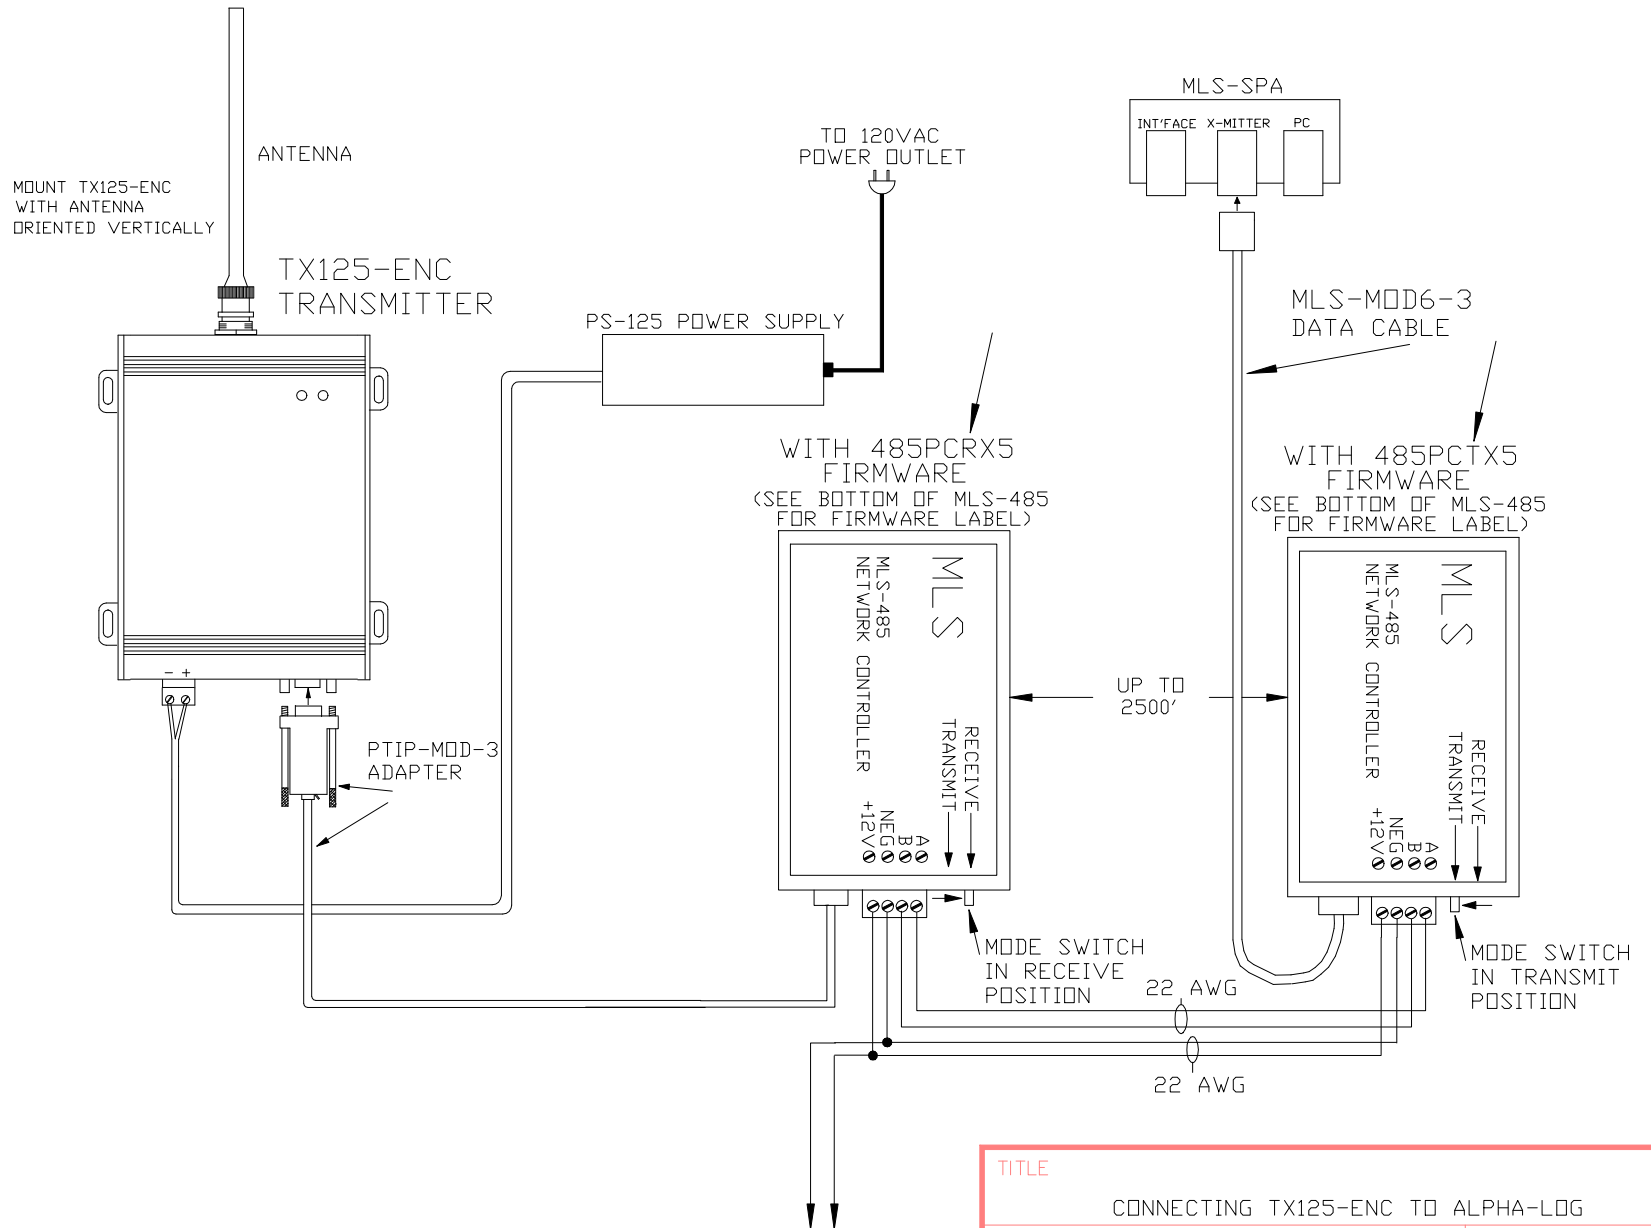 MLS-SPA
INT'FACE X-MITTER PC
TO 120VAC
POWER OUTLET
ANTENNA
MOUNT TX125-ENC
WITH ANTENNA
ORIENTED VERTICALLY
TX125-ENC
TRANSMITTER
PS-125 POWER SUPPLY
MLS-MOD6-3
DATA CABLE
WITH 485PCRX5
FIRMWARE
(SEE BOTTOM OF MLS-485
FOR FIRMWARE LABEL)
WITH 485PCTX5
FIRMWARE
(SEE BOTTOM OF MLS-485
FOR FIRMWARE LABEL)
MLS
MLS-485
NETWORK CONTROLLER
RECEIVE
TRANSMIT
A
B
NEG
+12V
UP TO
2500'
MLS
MLS-485
NETWORK CONTROLLER
RECEIVE
TRANSMIT
A
B
NEG
+12V
- +
PTIP-MOD-3
ADAPTER
MODE SWITCH
IN RECEIVE
POSITION
MODE SWITCH
IN TRANSMIT
POSITION
22 AWG
22 AWG
TITLE
CONNECTING TX125-ENC TO ALPHA-LOG